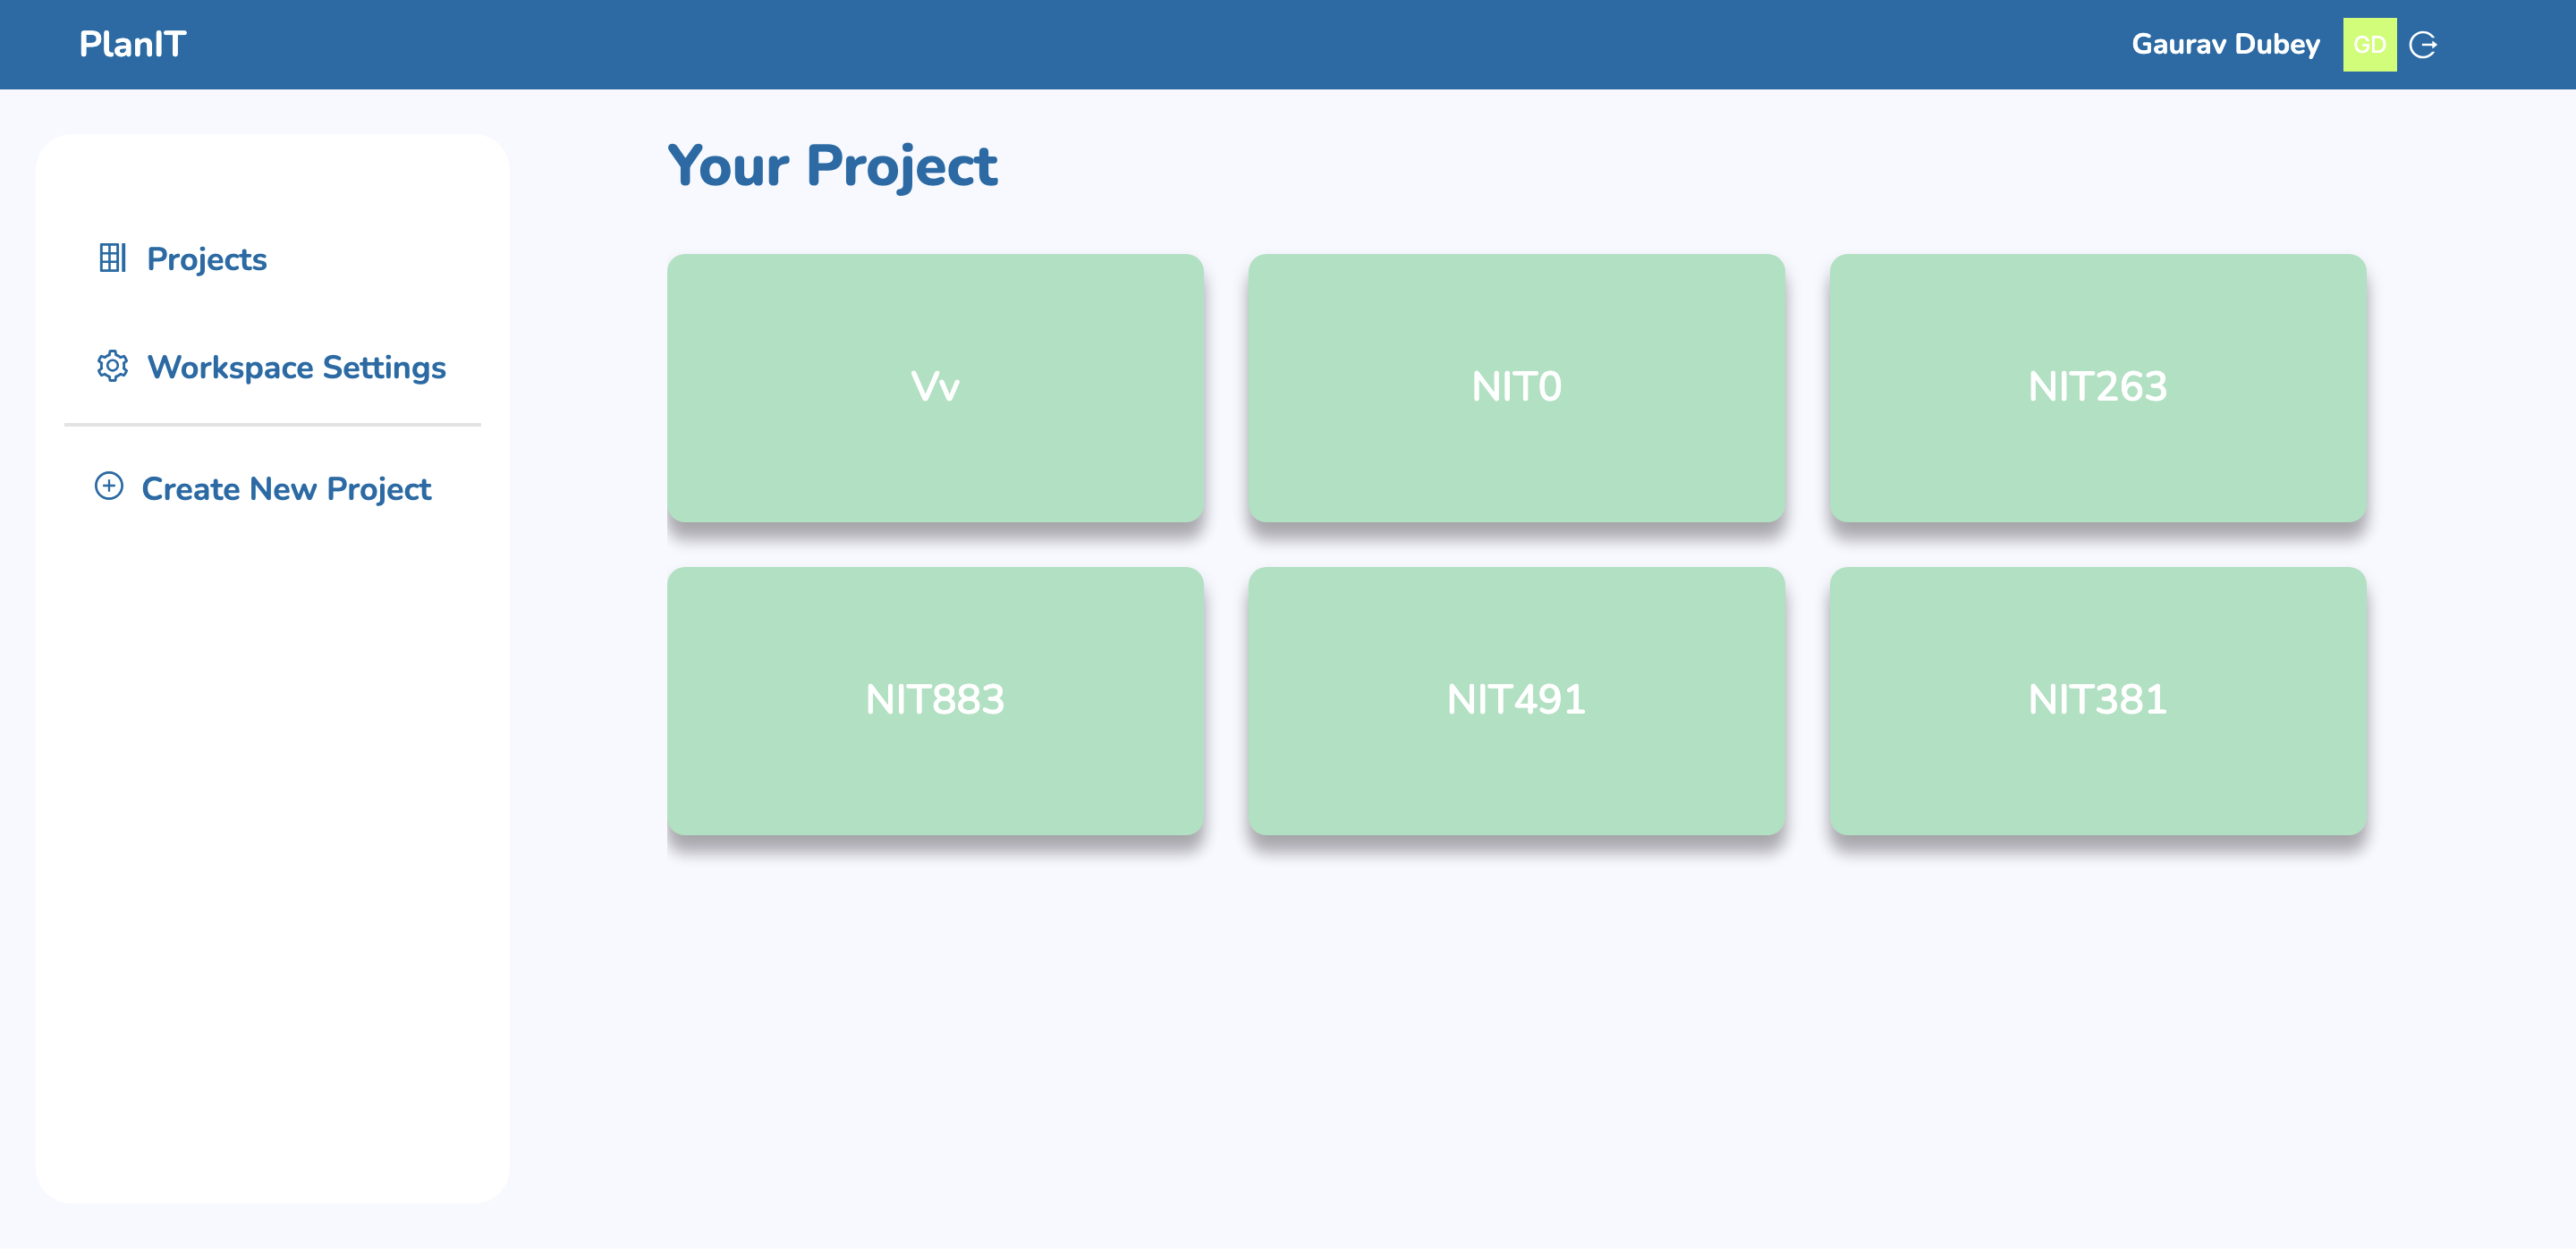 PlanIT
Gaurav Dubey GD
Projects
Workspace Settings
Create New Project
Your Project
Vv
NIT0
NIT263
NIT883
NIT491
NIT381